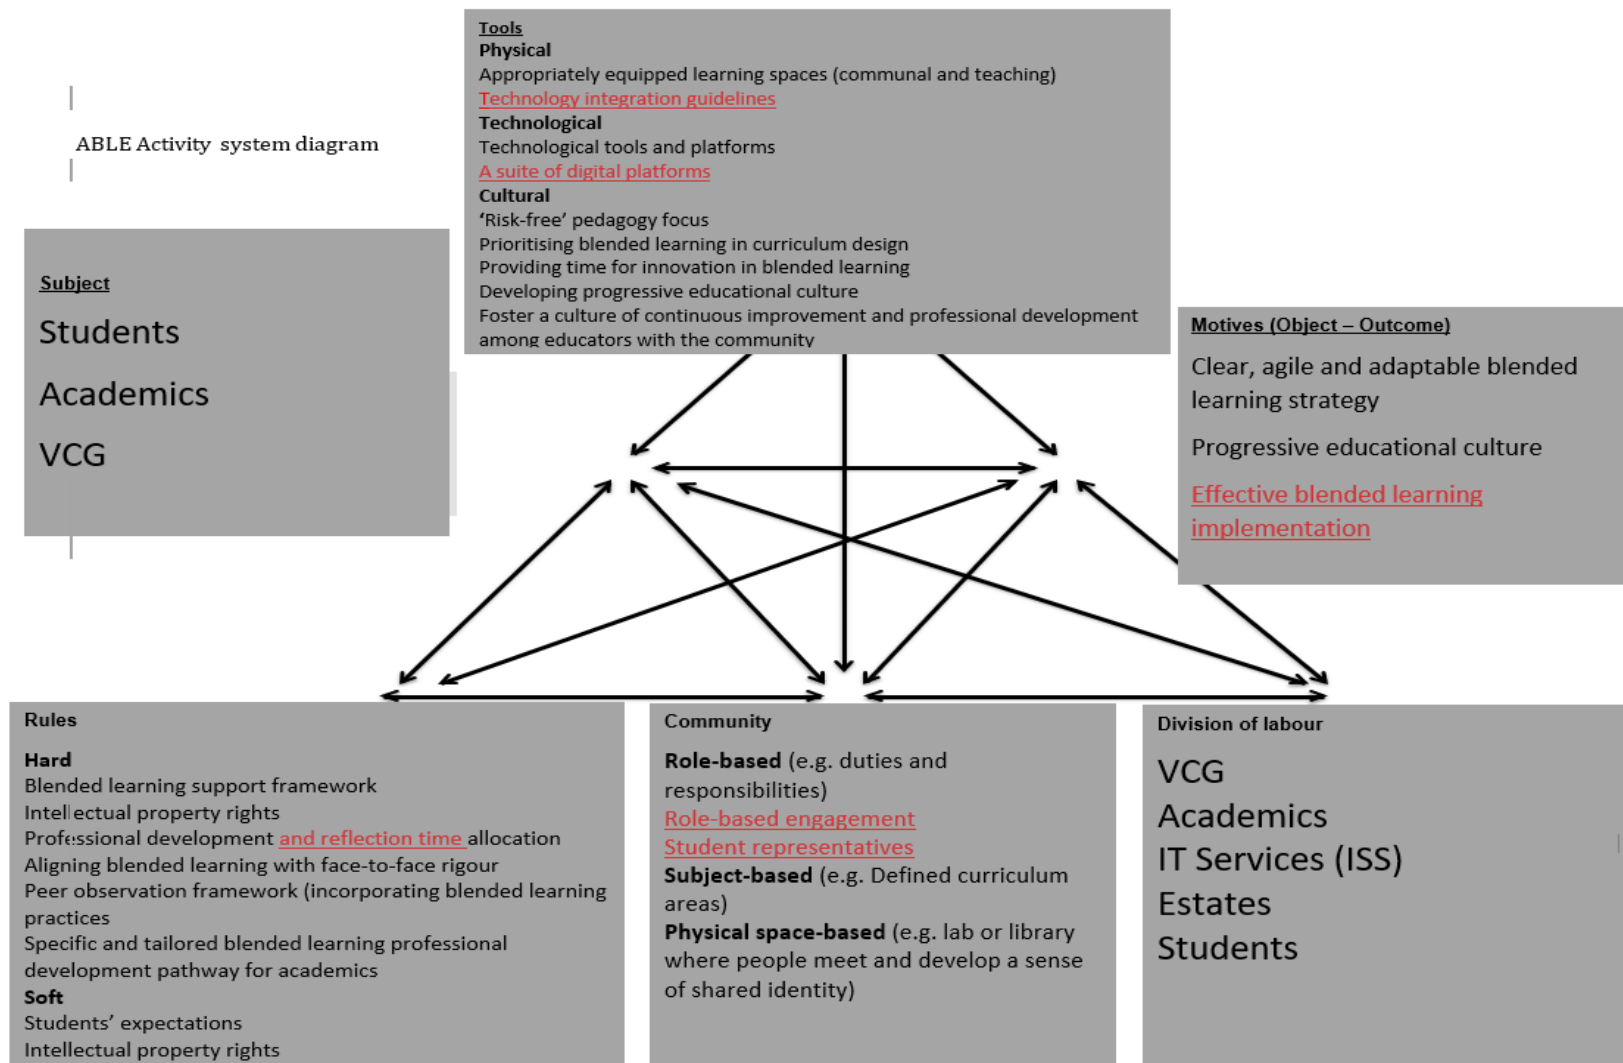 ABLE Activity system diagram
Tools
Physical
Appropriately equipped learning spaces (communal and teaching)
Technology integration guidelines
Technological
Technological tools and platforms
A suite of digital platforms
Cultural
‘Risk-free’ pedagogy focus
Prioritising blended learning in curriculum design
Providing time for innovation in blended learning
Developing progressive educational culture
Foster a culture of continuous improvement and professional development
among educators with the community
Subject
Students
Academics
VCG
Motives (Object – Outcome)
Clear, agile and adaptable blended
learning strategy
Progressive educational culture
Effective blended learning
implementation
Rules
Hard
Blended learning support framework
Intellectual property rights
Professional development and reflection time allocation
Aligning blended learning with face-to-face rigour
Peer observation framework (incorporating blended learning
practices
Specific and tailored blended learning professional
development pathway for academics
Soft
Students’ expectations
Intellectual property rights
Community
Role-based (e.g. duties and
responsibilities)
Role-based engagement
Student representatives
Subject-based (e.g. Defined curriculum
areas)
Physical space-based (e.g. lab or library
where people meet and develop a sense
of shared identity)
Division of labour
VCG
Academics
IT Services (ISS)
Estates
Students